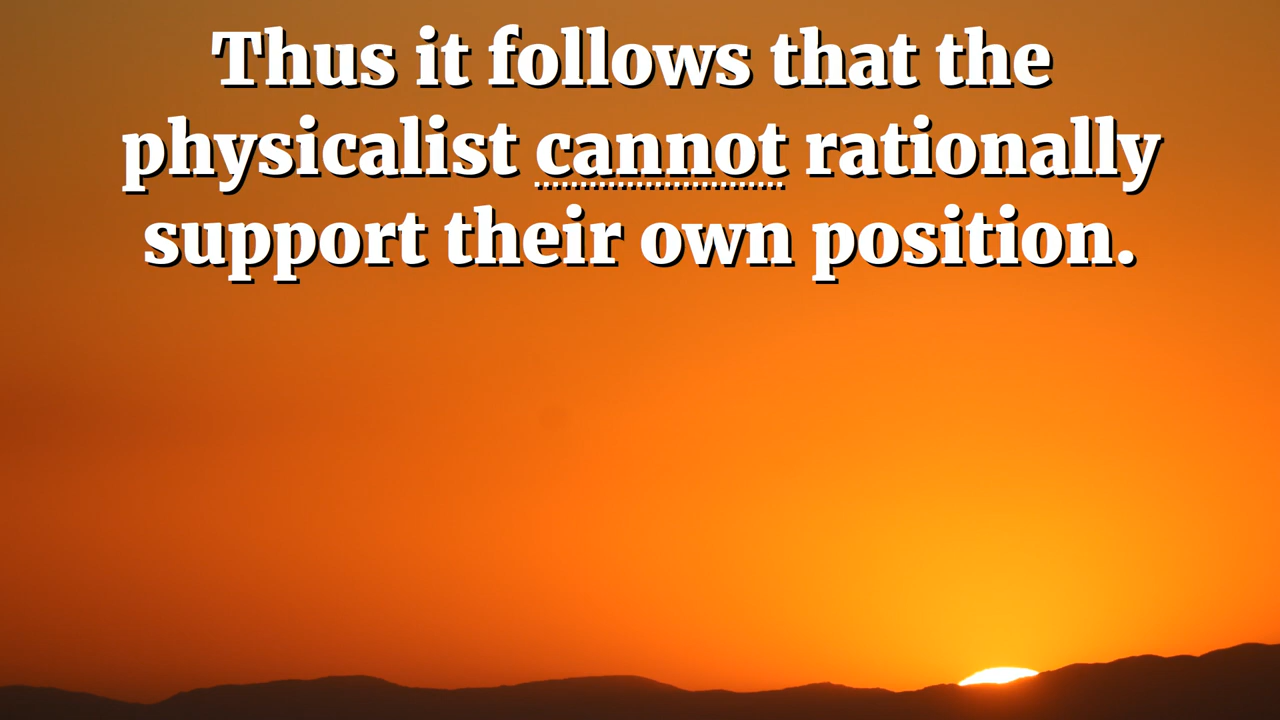 Thus it follows that the
physicalist cannot rationally
support their own position.